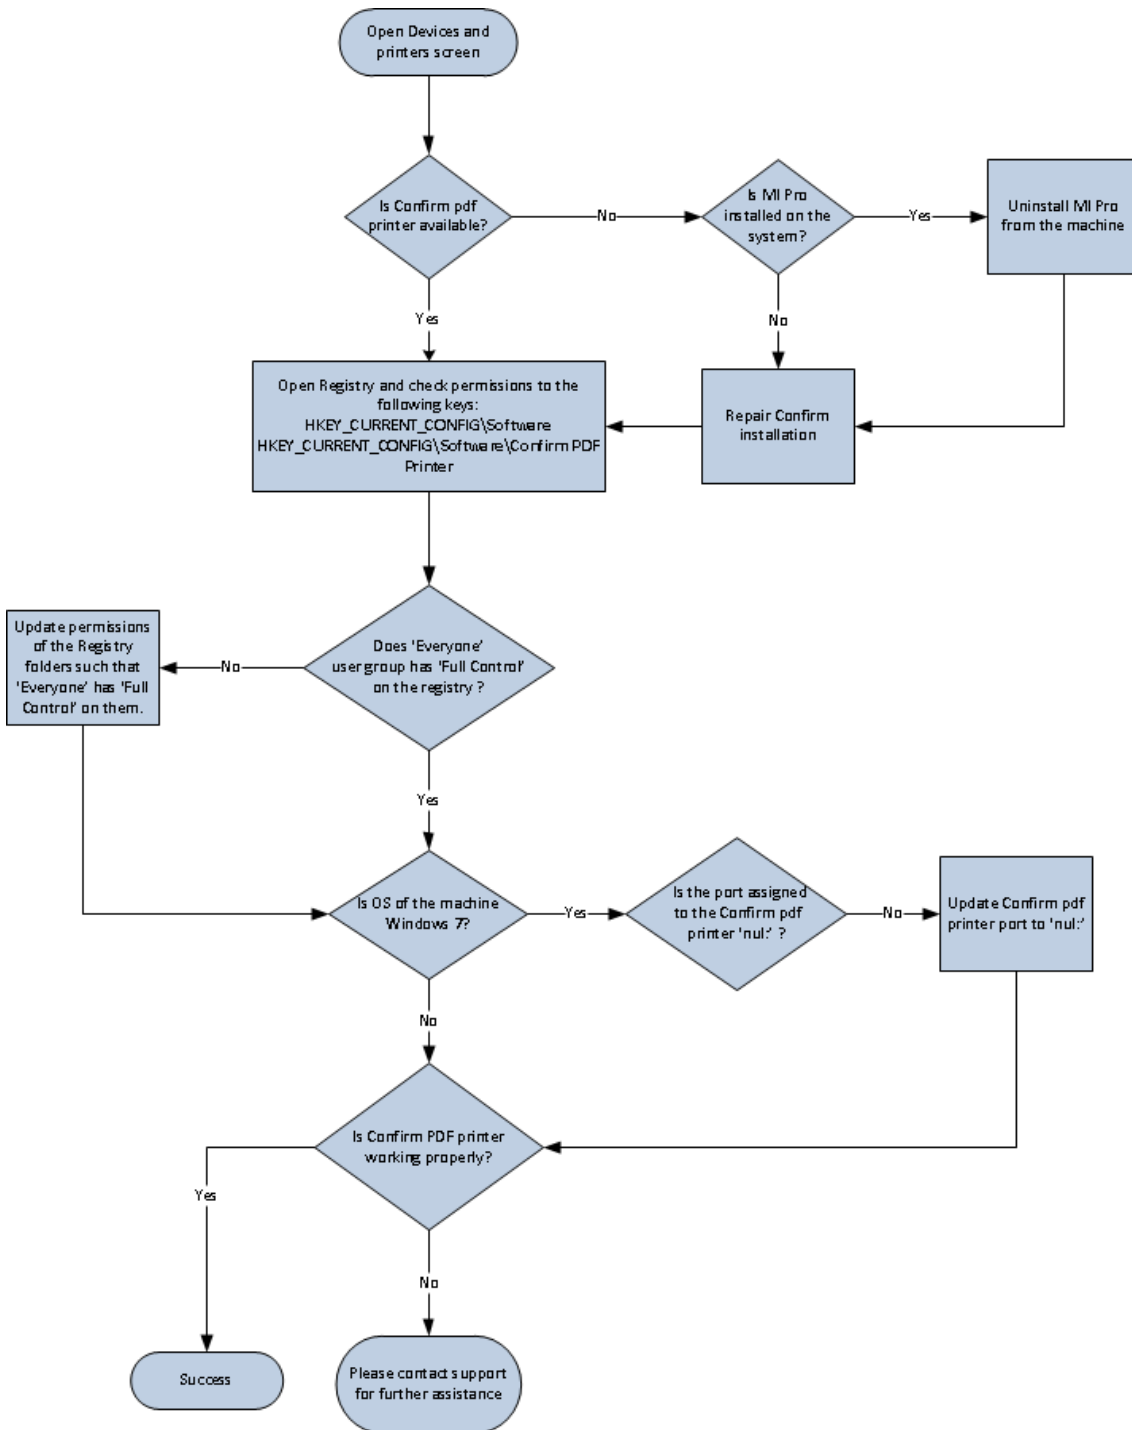 Open Devices and
printers screen
Is Confirm pdf
printer available?
No
Is MI Pro
installed on the
system?
Yes
Uninstall MI Pro
from the machine
Yes
No
Open Registry and check permissions to the
following keys:
HKEY_CURRENT_CONFIG\Software
HKEY_CURRENT_CONFIG\Software\Confirm PDF
Printer
Repair Confirm
installation
Update permissions
of the Registry
folders such that
'Everyone' has 'Full
Control' on them.
No
Does 'Everyone'
user group has 'Full Control'
on the registry ?
Yes
Is OS of the machine
Windows 7?
Yes
Is the port assigned
to the Confirm pdf
printer 'nul:' ?
No
Update Confirm pdf
printer port to 'nul:'
No
Is Confirm PDF printer
working properly?
Yes
No
Success
Please contact support
for further assistance